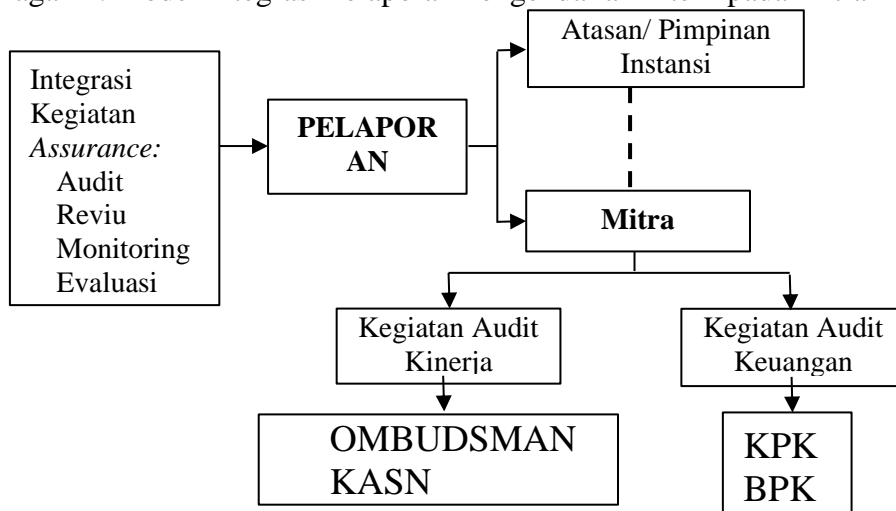 Atasan/ Pimpinan
Instansi
Integrasi
Kegiatan
Assurance:
Audit
Reviu
Monitoring
Evaluasi
PELAPOR
AN
Mitra
Kegiatan Audit
Kinerja
Kegiatan Audit
Keuangan
OMBUDSMAN
KASN
KPK
BPK